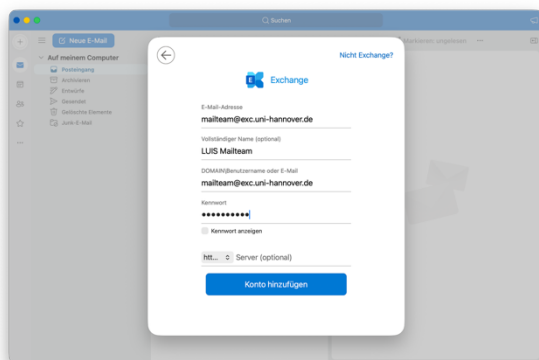 Suchen
Neue E-Mail
Auf meinem Computer
Posteingang
Archivieren
Entwürfe
Gesendet
Gelöschte Elemente
Junk-E-Mail
Nicht Exchange?
Exchange
E-Mail-Adresse
mailteam@exc.uni-hannover.de
Vollständiger Name (optional)
LUIS Mailteam
DOMAIN\Benutzername oder E-Mail
mailteam@exc.uni-hannover.de
Kennwort
••••••••••
Kennwort anzeigen
htt... Server (optional)
Konto hinzufügen